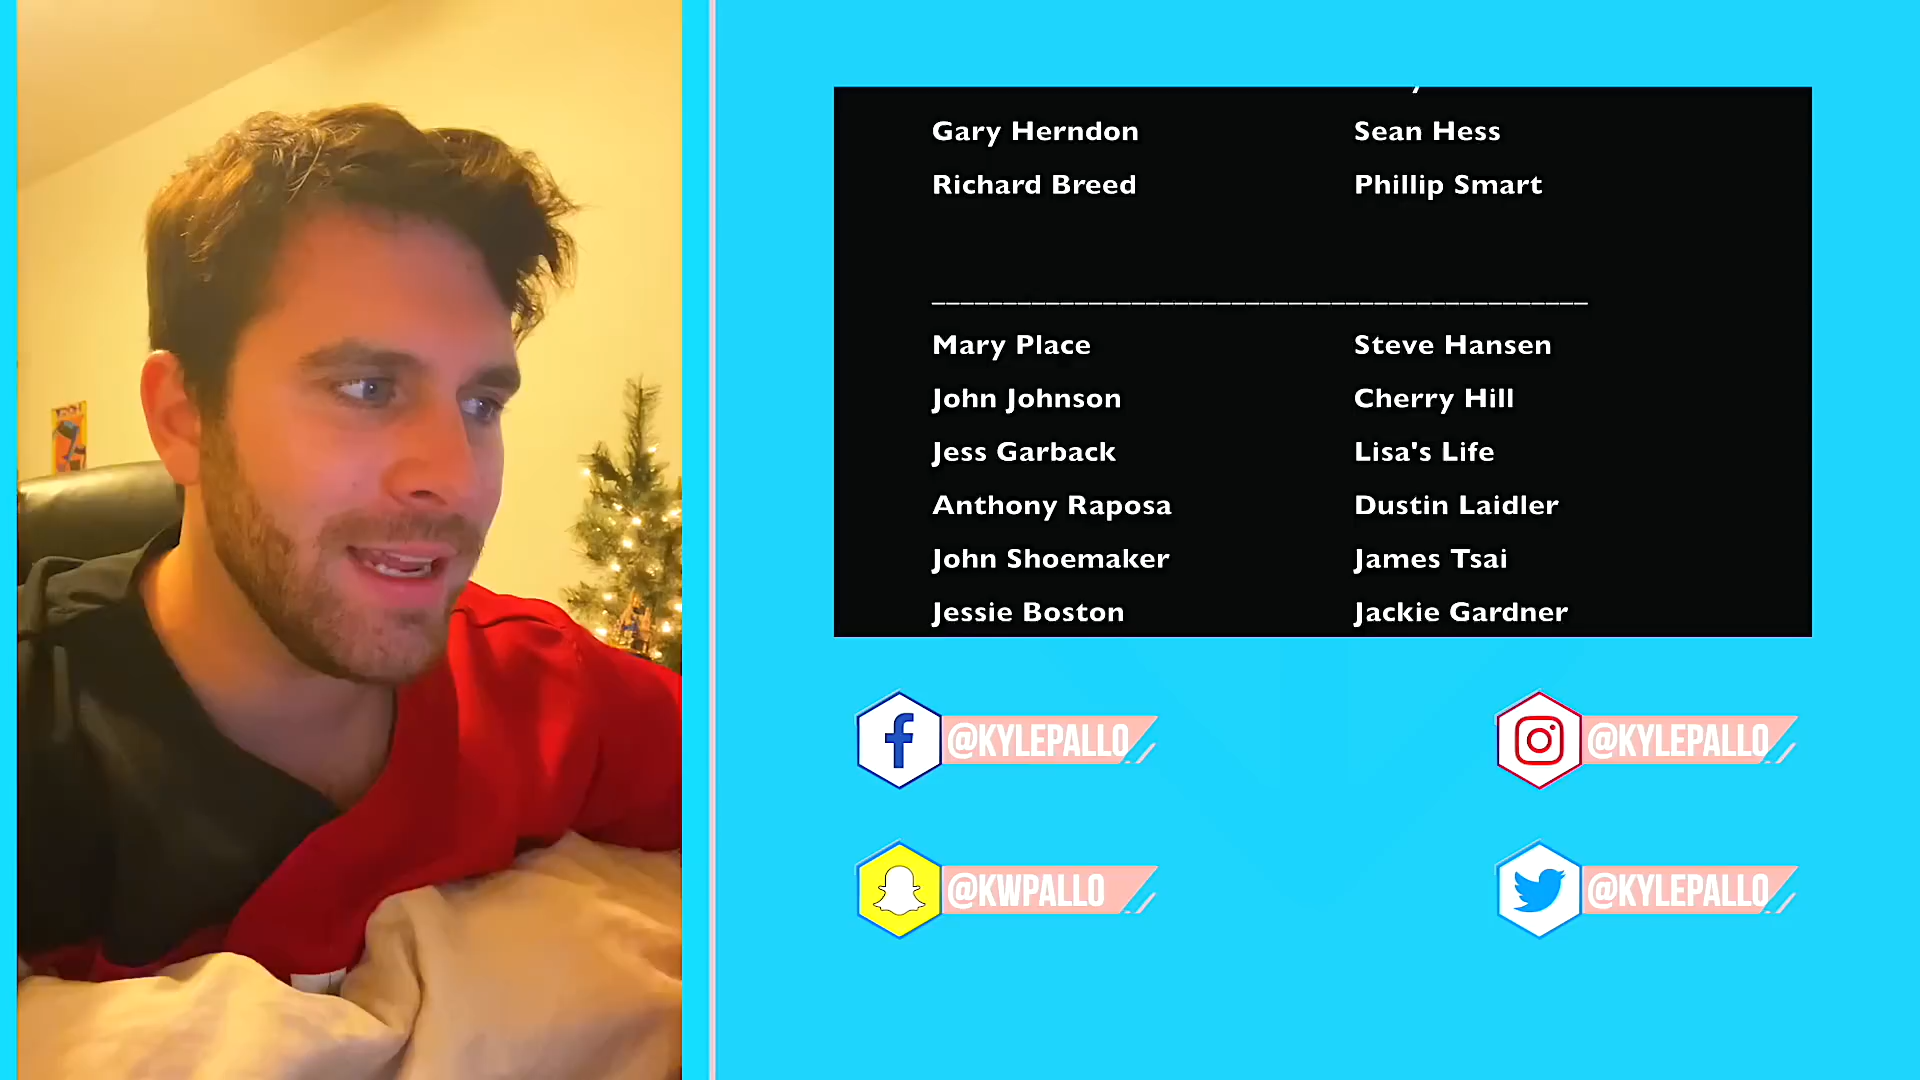 Gary Herndon Sean Hess
Richard Breed Phillip Smart
Mary Place Steve Hansen
John Johnson Cherry Hill
Jess Garback Lisa's Life
Anthony Raposa Dustin Laidler
John Shoemaker James Tsai
Jessie Boston Jackie Gardner
@KYLEPALLO @KYLEPALLO
@KWPALLO @KYLEPALLO